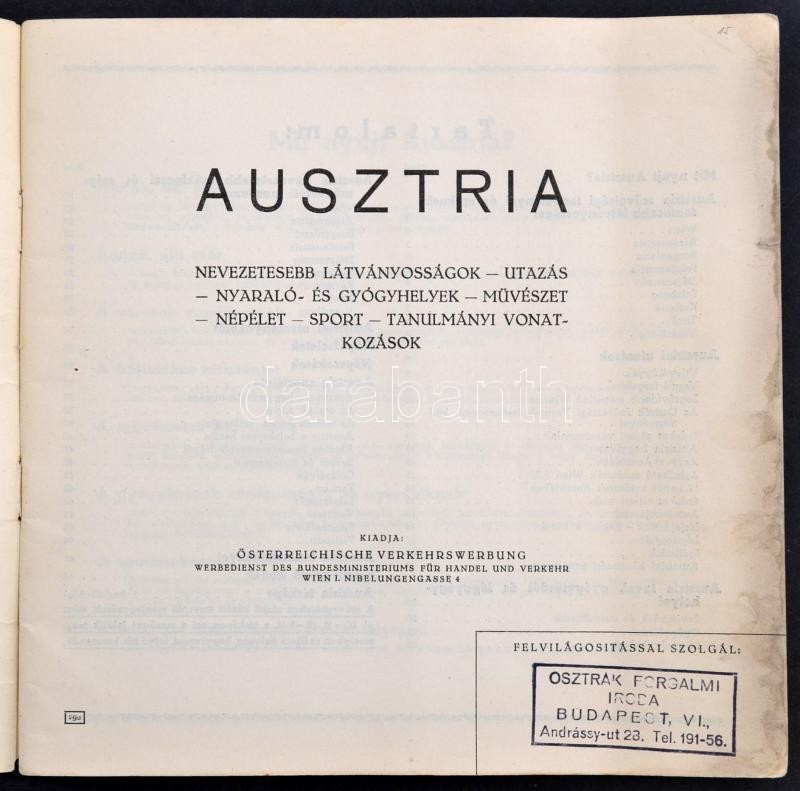 15
AUSZTRIA
NEVEZETESEBB LÁTVÁNYOSSÁGOK — UTAZÁS
— NYARALÓ- ÉS GYÓGYHELYEK — MŰVÉSZET
— NÉPÉLET — SPORT — TANULMÁNYI VONAT-
KOZÁSOK
darabanth
KIADJA:
ÖSTERREICHISCHE VERKEHRSWERBUNG
WERBEDIENST DES BUNDESMINISTERIUMS FÜR HANDEL UND VERKEHR
WIEN I. NIBELUNGENGASSE 4
FELVILÁGOSITÁSSAL SZOLGÁL:
OSZTRÁK FORGALMI
IRODA
BUDAPEST, VI.,
Andrássy-ut 28. Tel. 191-56.
290